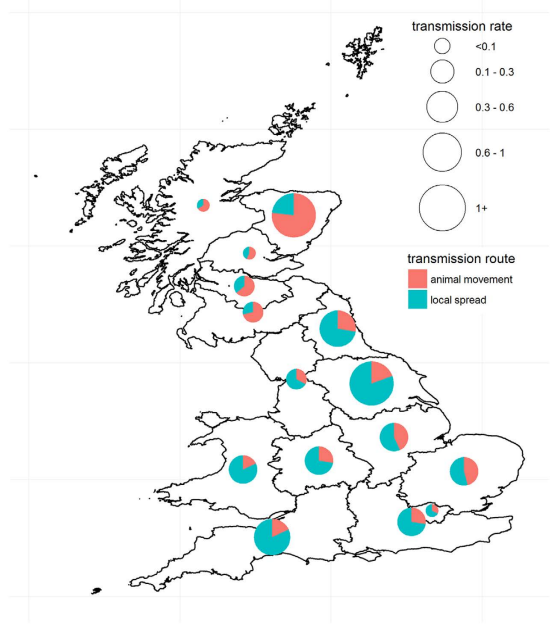 transmission rate
<0.1
0.1 - 0.3
0.3 - 0.6
0.6 - 1
1+
transmission route
animal movement
local spread